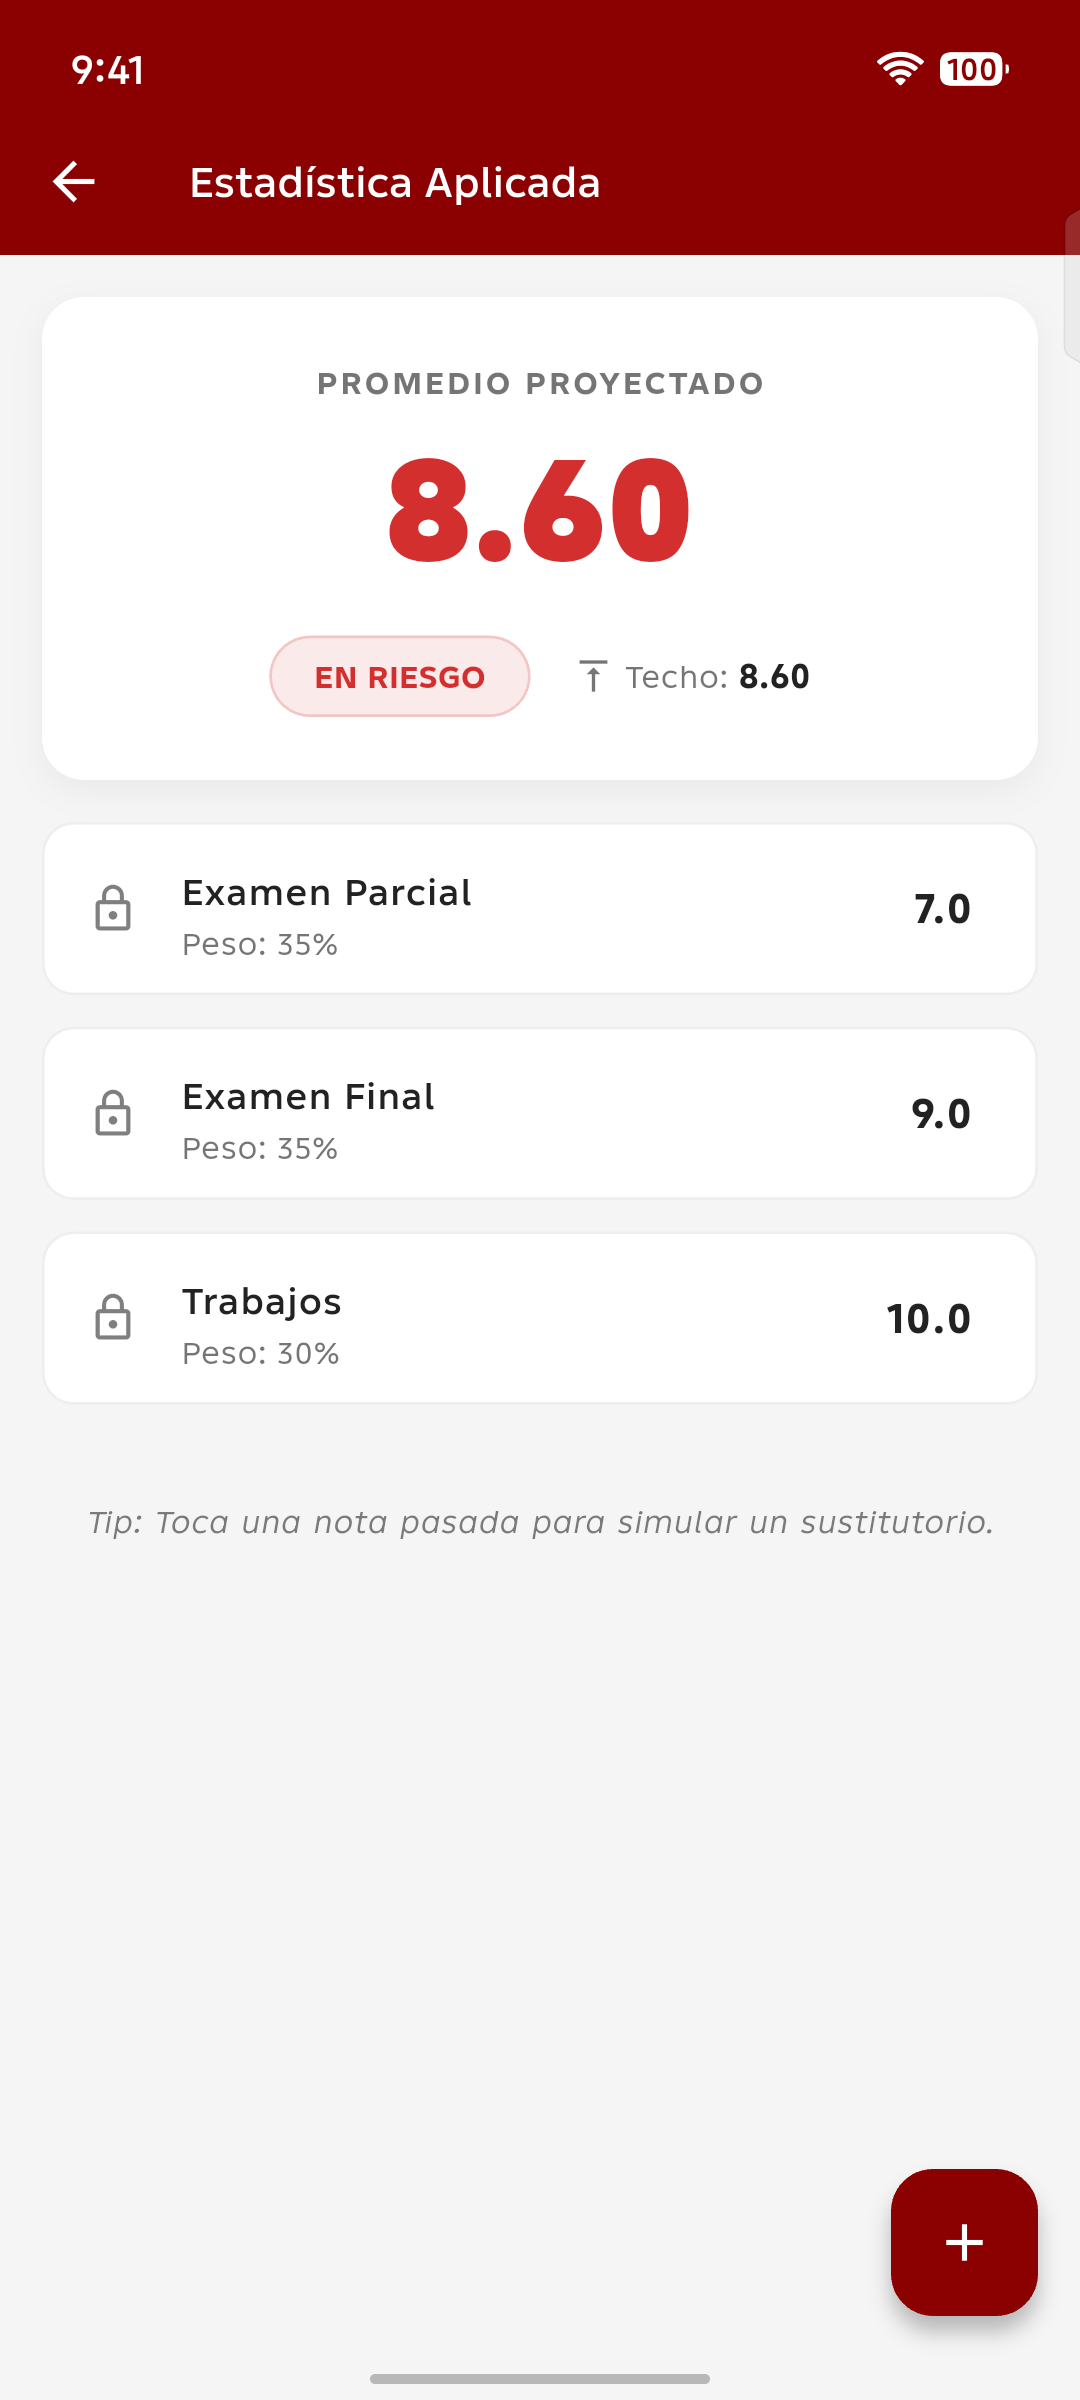 9:41
100
Estadística Aplicada
PROMEDIO PROYECTADO
8.60
EN RIESGO
Techo: 8.60
Examen Parcial
Peso: 35%
7.0
Examen Final
Peso: 35%
9.0
Trabajos
Peso: 30%
10.0
Tip: Toca una nota pasada para simular un sustitutorio.